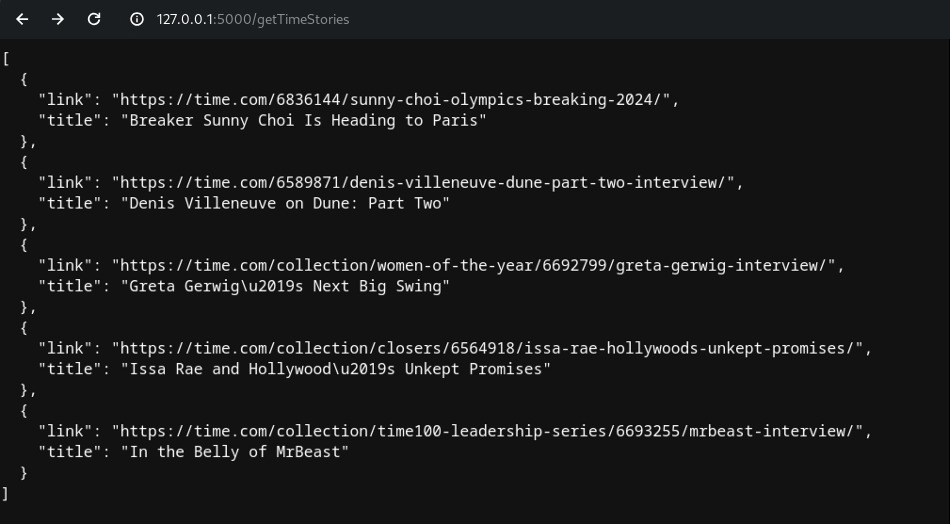 127.0.0.1:5000/getTimeStories
[
  {
    "link": "https://time.com/6836144/sunny-choi-olympics-breaking-2024/",
    "title": "Breaker Sunny Choi Is Heading to Paris"
  },
  {
    "link": "https://time.com/6589871/denis-villeneuve-dune-part-two-interview/",
    "title": "Denis Villeneuve on Dune: Part Two"
  },
  {
    "link": "https://time.com/collection/women-of-the-year/6692799/greta-gerwig-interview/",
    "title": "Greta Gerwig\u2019s Next Big Swing"
  },
  {
    "link": "https://time.com/collection/closers/6564918/issa-rae-hollywoods-unkept-promises/",
    "title": "Issa Rae and Hollywood\u2019s Unkept Promises"
  },
  {
    "link": "https://time.com/collection/time100-leadership-series/6693255/mrbeast-interview/",
    "title": "In the Belly of MrBeast"
  }
]